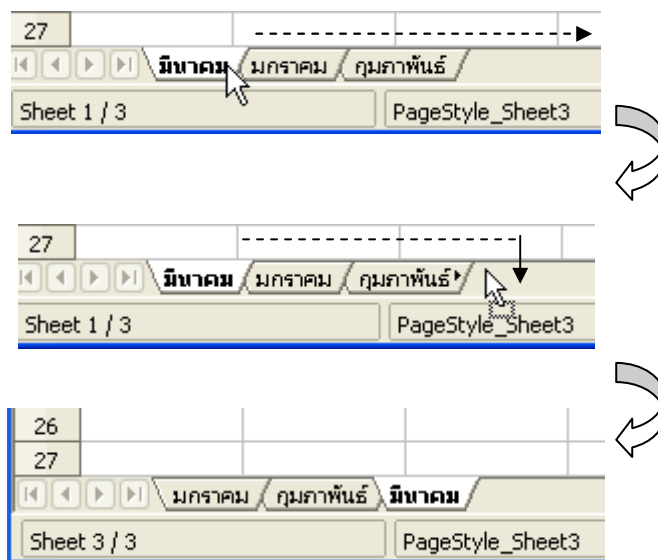 27
มีนาคม มกราคม กุมภาพันธ์
Sheet 1 / 3 PageStyle_Sheet3
27
มีนาคม มกราคม กุมภาพันธ์
Sheet 1 / 3 PageStyle_Sheet3
26
27
มกราคม กุมภาพันธ์ มีนาคม
Sheet 3 / 3 PageStyle_Sheet3